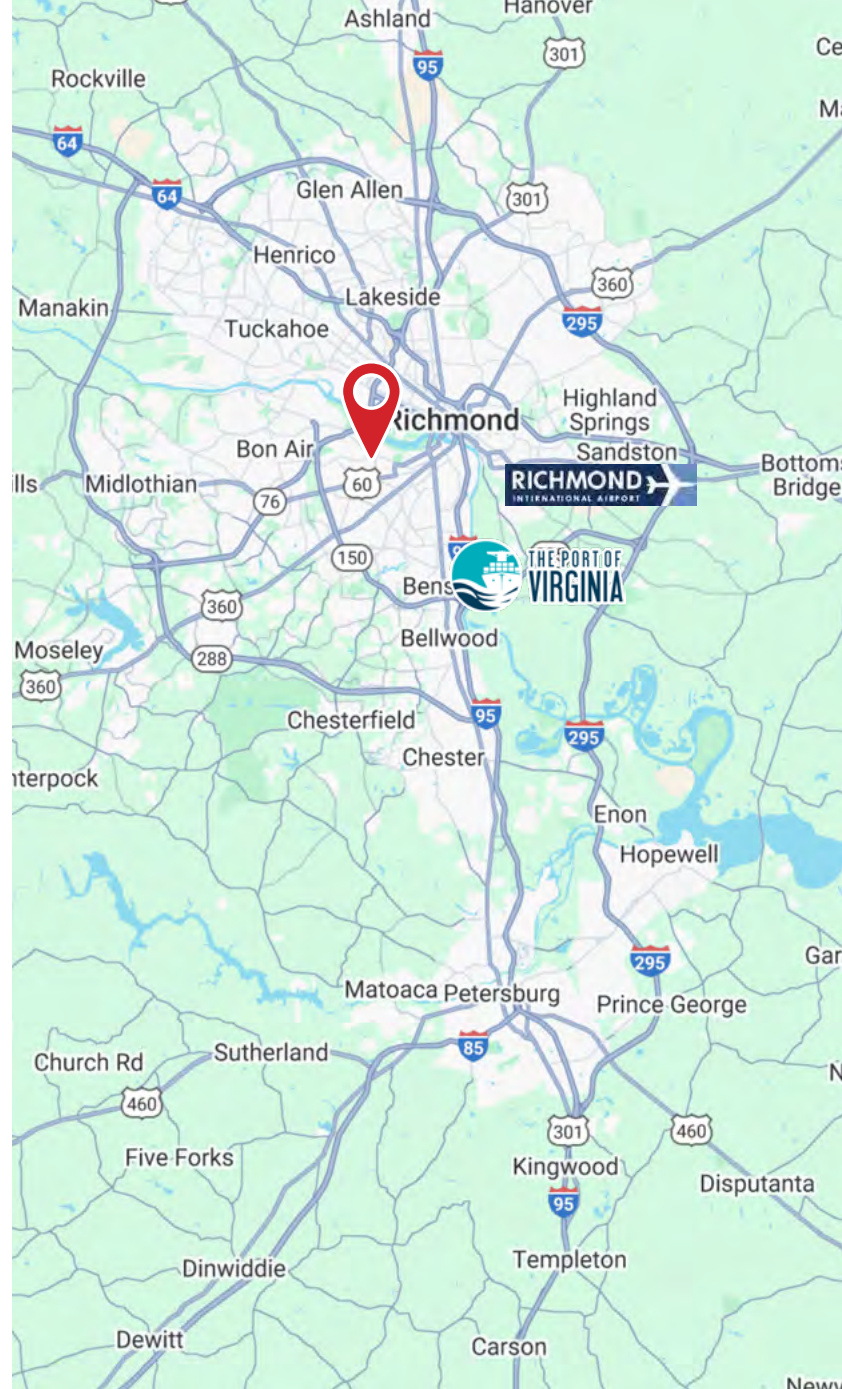 Hanover
Ashland
95
301
Ce
Rockville
Ma
64
64
Glen Allen
301
Henrico
360
Lakeside
Manakin
295
Tuckahoe
Highland
Springs
Richmond
Bon Air
Sandston
Bottoms
Bridge
RICHMOND
INTERNATIONAL AIRPORT
ills
Midlothian
60
76
150
THE PORT OF
VIRGINIA
Bens
360
Bellwood
Moseley
288
360
Chesterfield
95
295
Chester
nterpock
Enon
Hopewell
295
Gar
Matoaca
Petersburg
Prince George
85
Sutherland
Church Rd
N
460
301
460
Five Forks
Kingwood
Disputanta
95
Templeton
Dinwiddie
Dewitt
Carson
Newv